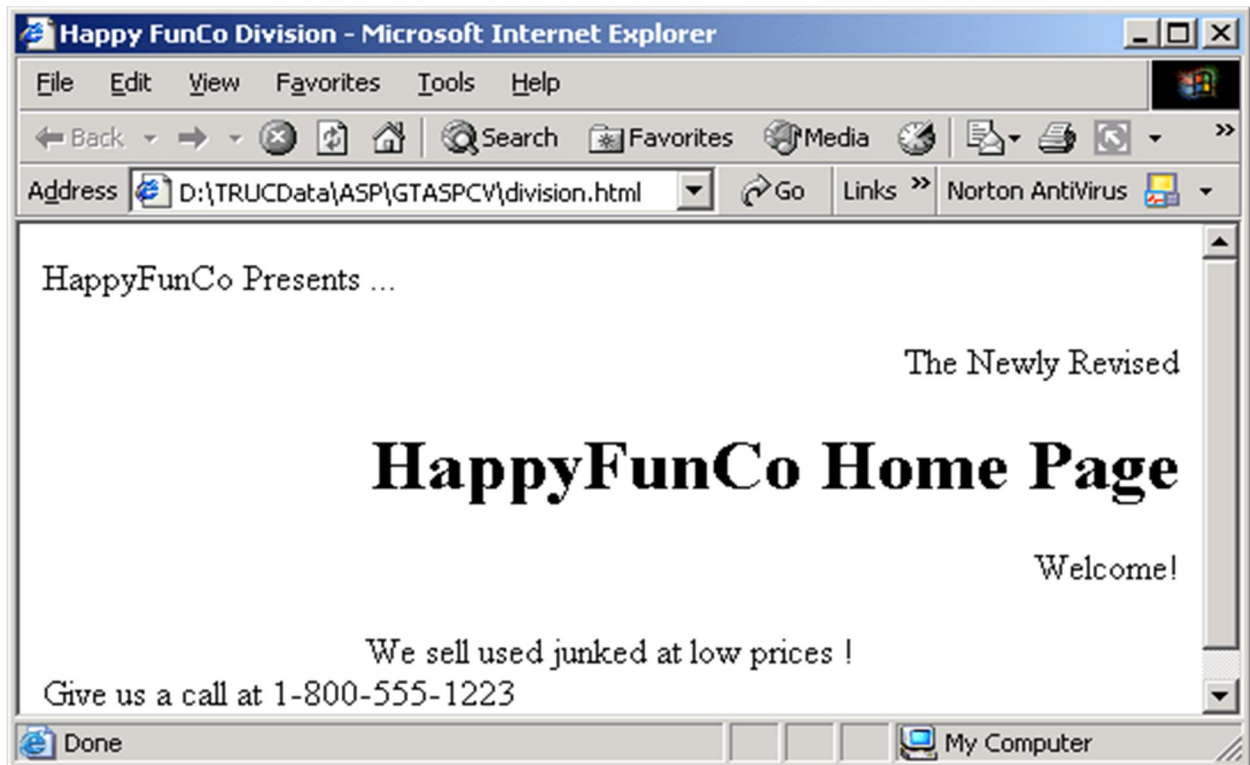 Happy FunCo Division - Microsoft Internet Explorer
File Edit View Favorites Tools Help
Back Search Favorites Media »
Address D:\TRUCData\ASP\GTASPCV\division.html Go Links » Norton AntiVirus
HappyFunCo Presents ...
The Newly Revised
HappyFunCo Home Page
Welcome!
We sell used junked at low prices !
Give us a call at 1-800-555-1223
Done My Computer